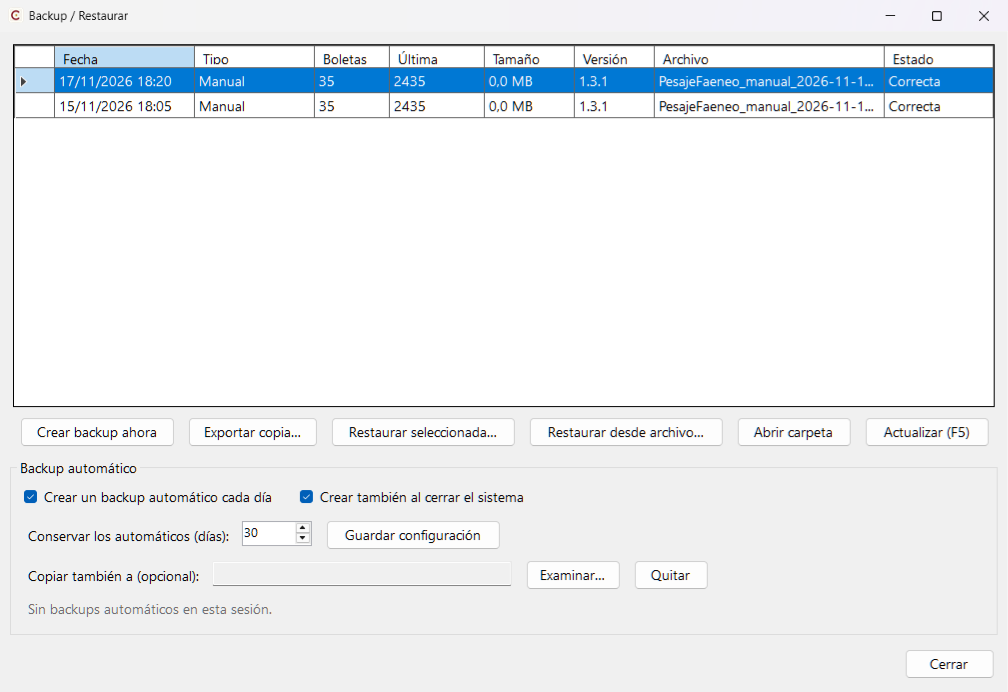 Backup / Restaurar
Fecha Tipo Boletas Última Tamaño Versión Archivo Estado
17/11/2026 18:20 Manual 35 2435 0,0 MB 1.3.1 PesajeFaeneo_manual_2026-11-1... Correcta
15/11/2026 18:05 Manual 35 2435 0,0 MB 1.3.1 PesajeFaeneo_manual_2026-11-1... Correcta
Crear backup ahora Exportar copia... Restaurar seleccionada... Restaurar desde archivo... Abrir carpeta Actualizar (F5)
Backup automático
Crear un backup automático cada día Crear también al cerrar el sistema
Conservar los automáticos (días): 30 Guardar configuración
Copiar también a (opcional): Examinar... Quitar
Sin backups automáticos en esta sesión.
Cerrar